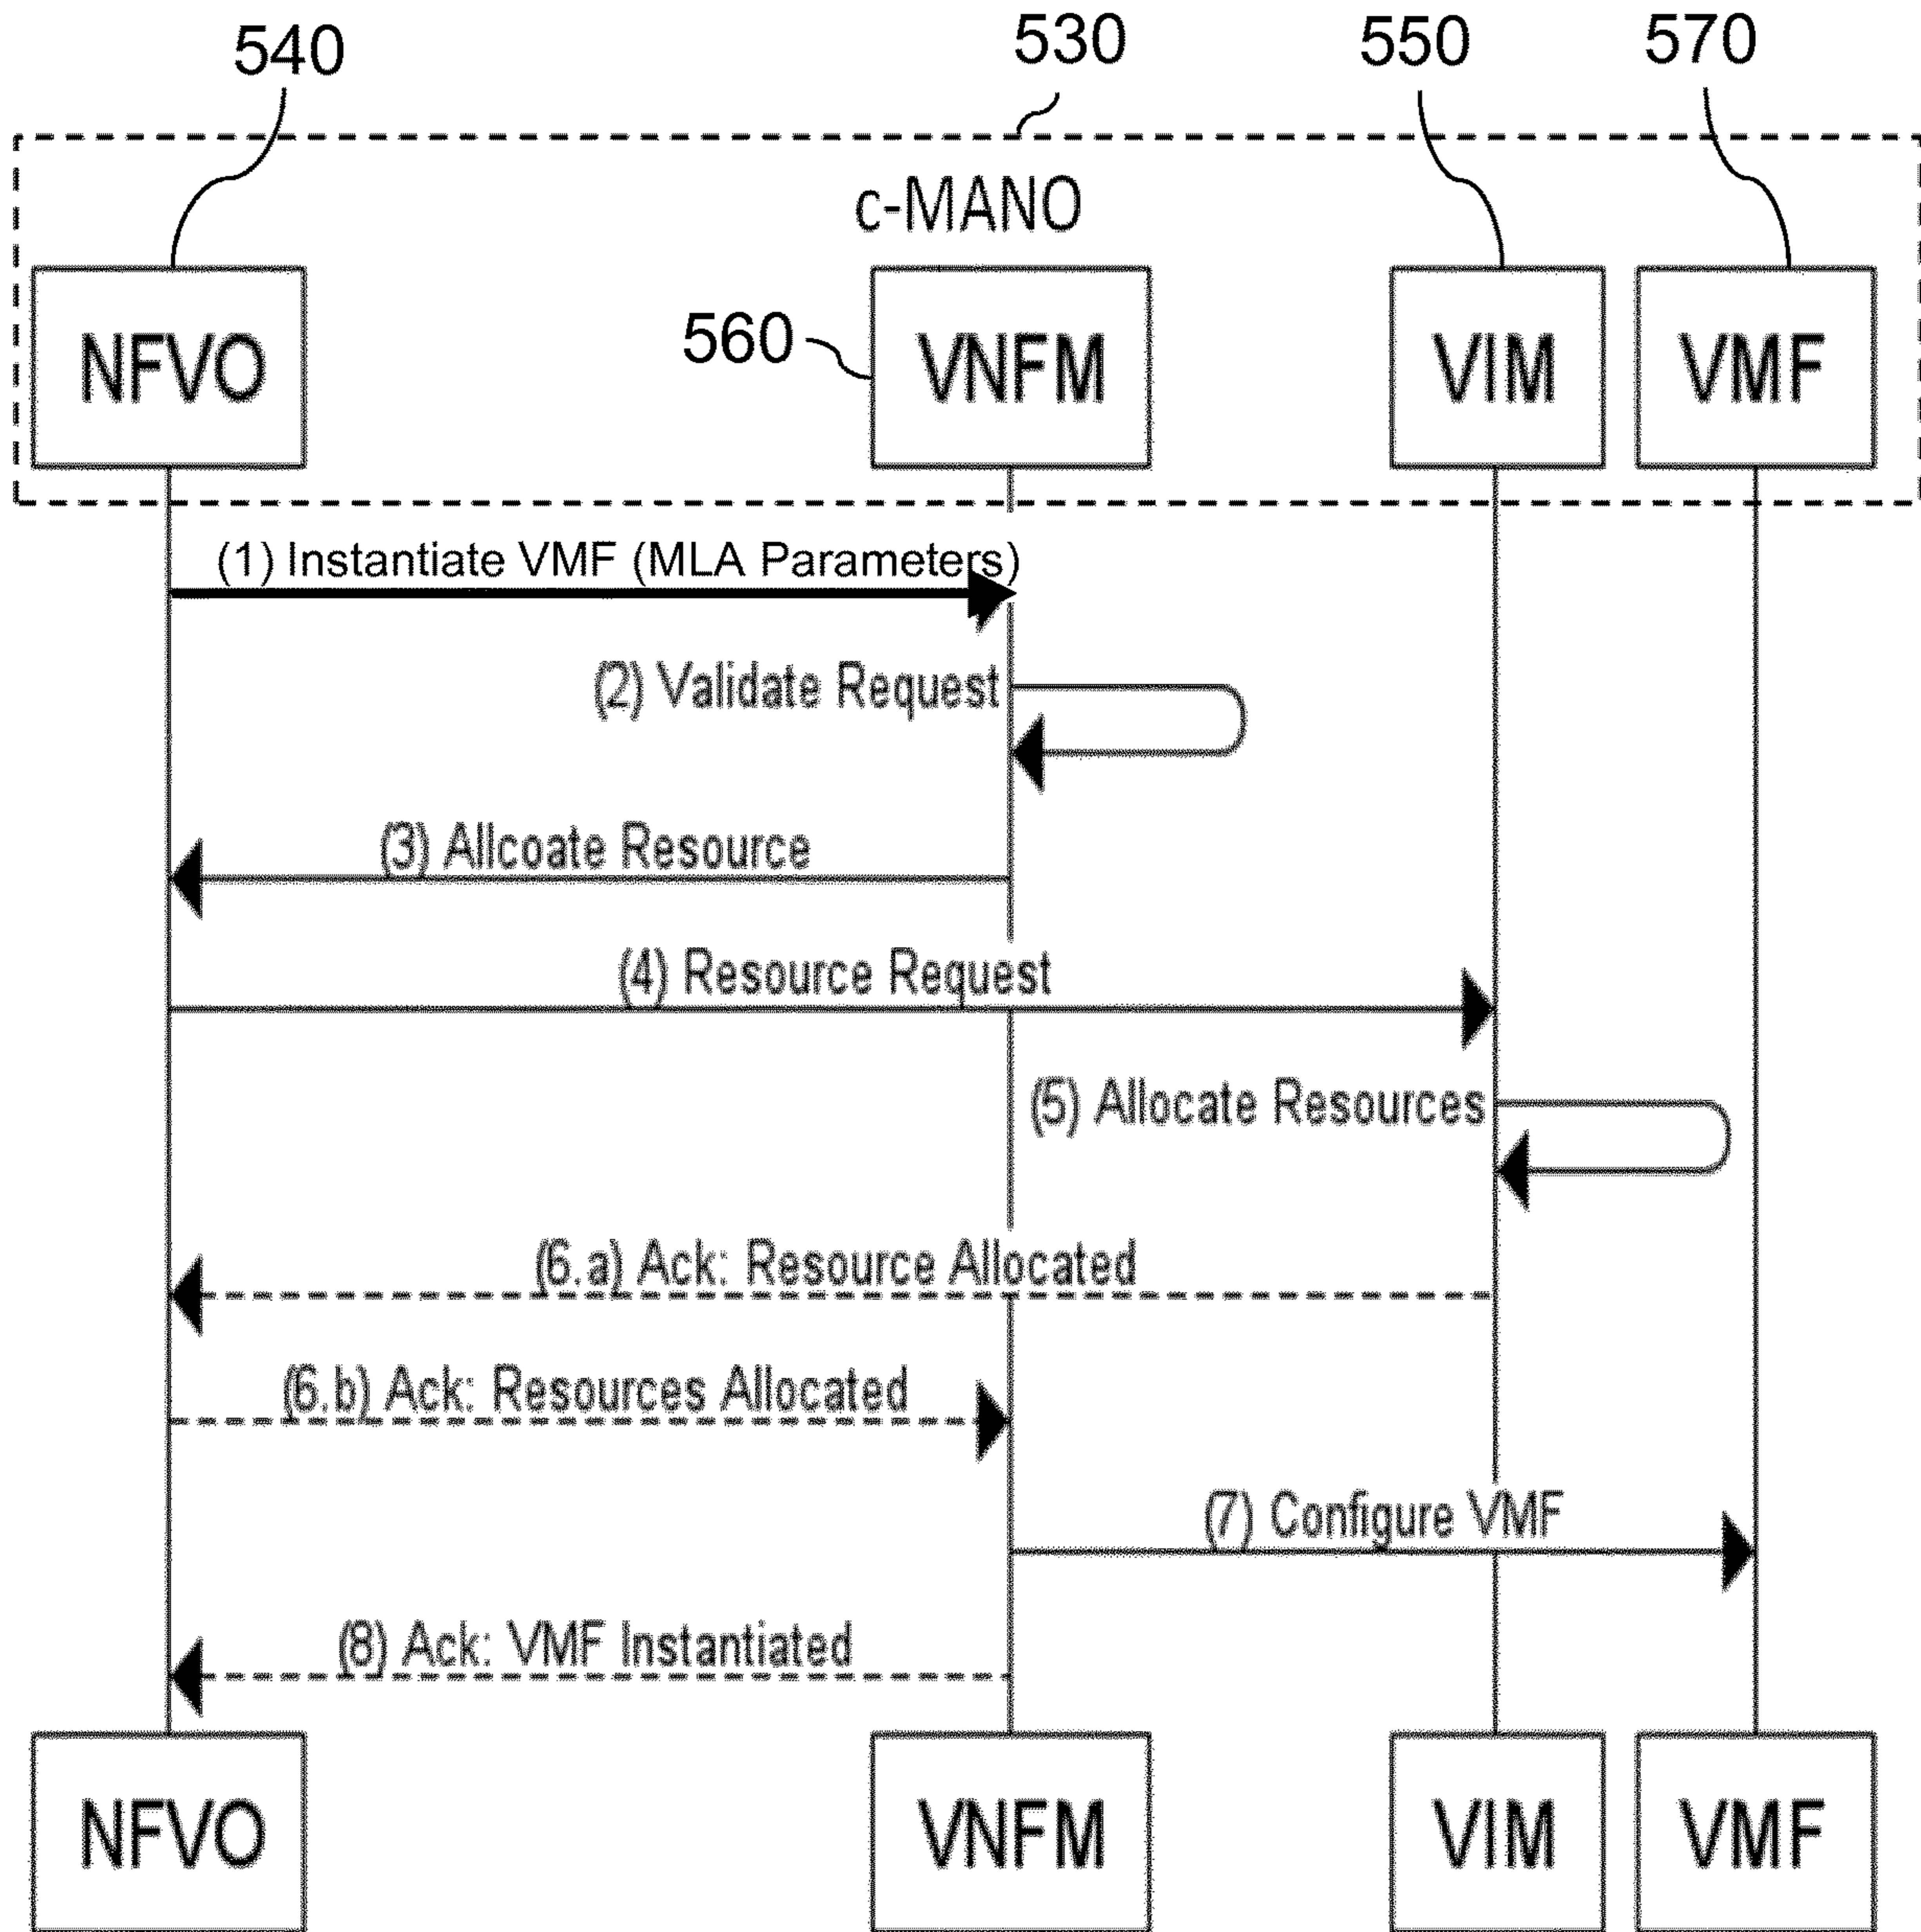 540
530
550
570
c-MANO
NFVO
560
VNFM
VIM
VMF
(1) Instantiate VMF (MLA Parameters)
(2) Validate Request
(3) Allcoate Resource
(4) Resource Request
(5) Allocate Resources
(6.a) Ack: Resource Allocated
(6.b) Ack: Resources Allocated
(7) Configure VMF
(8) Ack: VMF Instantiated
NFVO
VNFM
VIM
VMF